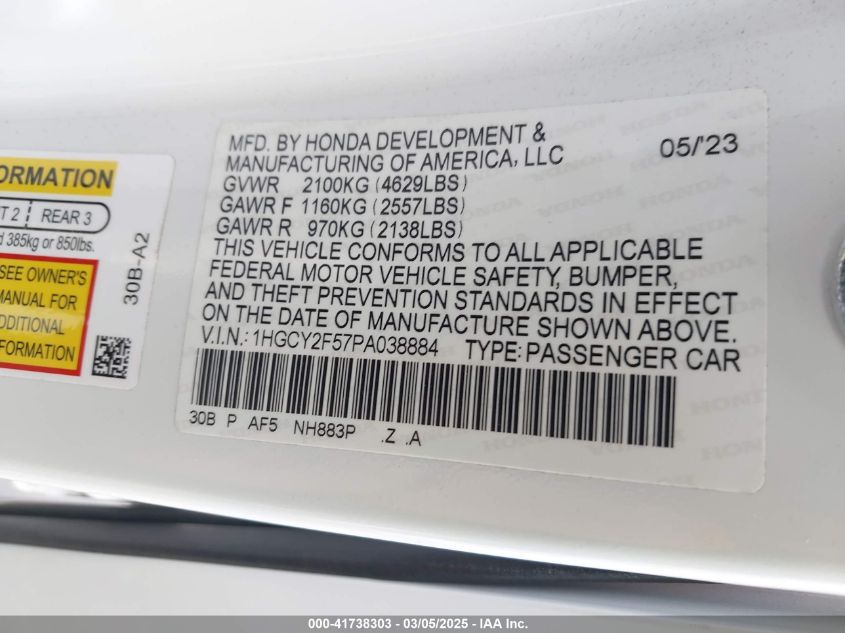 MFD. BY HONDA DEVELOPMENT &
MANUFACTURING OF AMERICA, LLC 05/'23
GVWR 2100KG (4629LBS)
GAWR F 1160KG (2557LBS)
GAWR R 970KG (2138LBS)
THIS VEHICLE CONFORMS TO ALL APPLICABLE
FEDERAL MOTOR VEHICLE SAFETY, BUMPER,
AND THEFT PREVENTION STANDARDS IN EFFECT
ON THE DATE OF MANUFACTURE SHOWN ABOVE.
V.I.N.: 1HGCY2F57PA038884 TYPE: PASSENGER CAR
30B P AF5 NH883P .Z .A
ORMATION
T 2 REAR 3
d 385kg or 850lbs.
SEE OWNER'S
MANUAL FOR
DDITIONAL
FORMATION
30B-A2
000-41738303 - 03/05/2025 - IAA Inc.